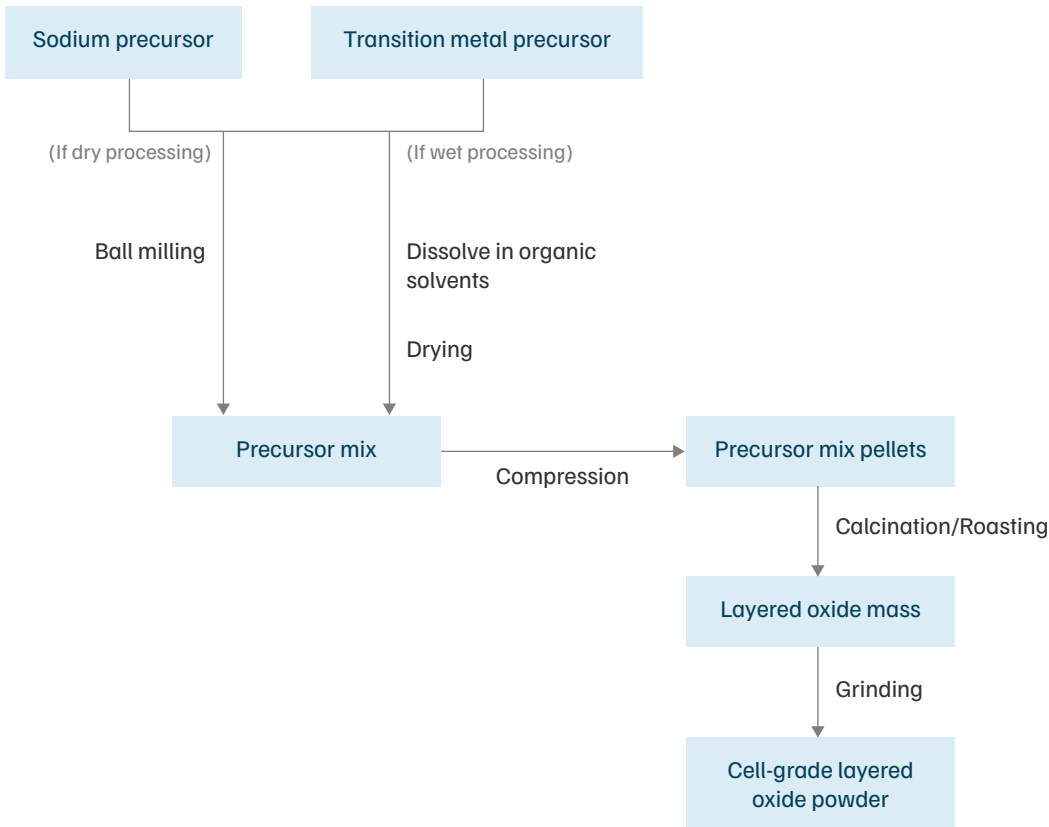 Sodium precursor
Transition metal precursor
(If dry processing)
(If wet processing)
Ball milling
Dissolve in organic
solvents
Drying
Precursor mix
Compression
Precursor mix pellets
Calcination/Roasting
Layered oxide mass
Grinding
Cell-grade layered
oxide powder